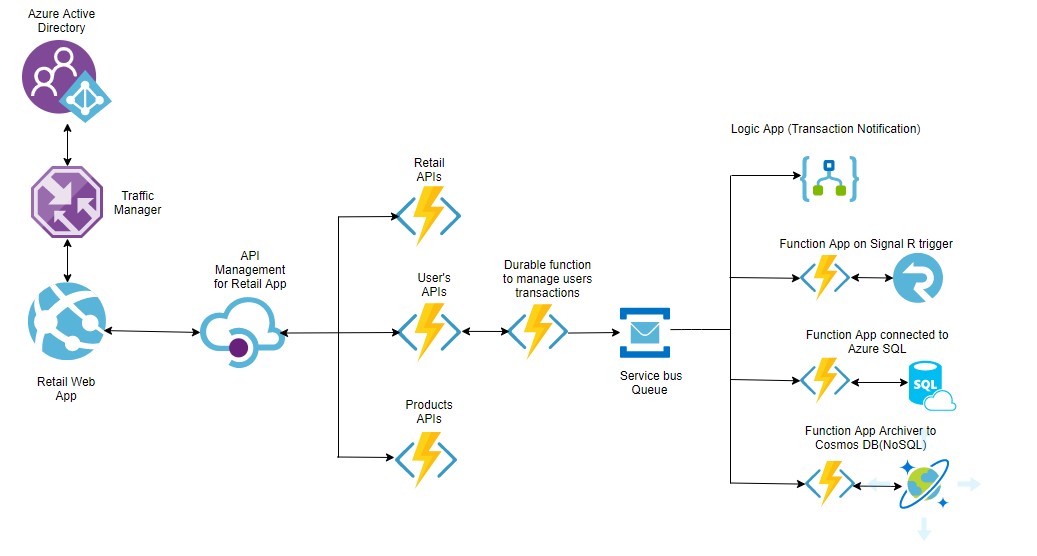 Azure Active
Directory
Traffic
Manager
Retail Web
App
API
Management
for Retail App
Retail
APIs
User's
APIs
Products
APIs
Durable function
to manage users
transactions
Service bus
Queue
Logic App (Transaction Notification)
Function App on Signal R trigger
Function App connected to
Azure SQL
SQL
Function App Archiver to
Cosmos DB(NoSQL)